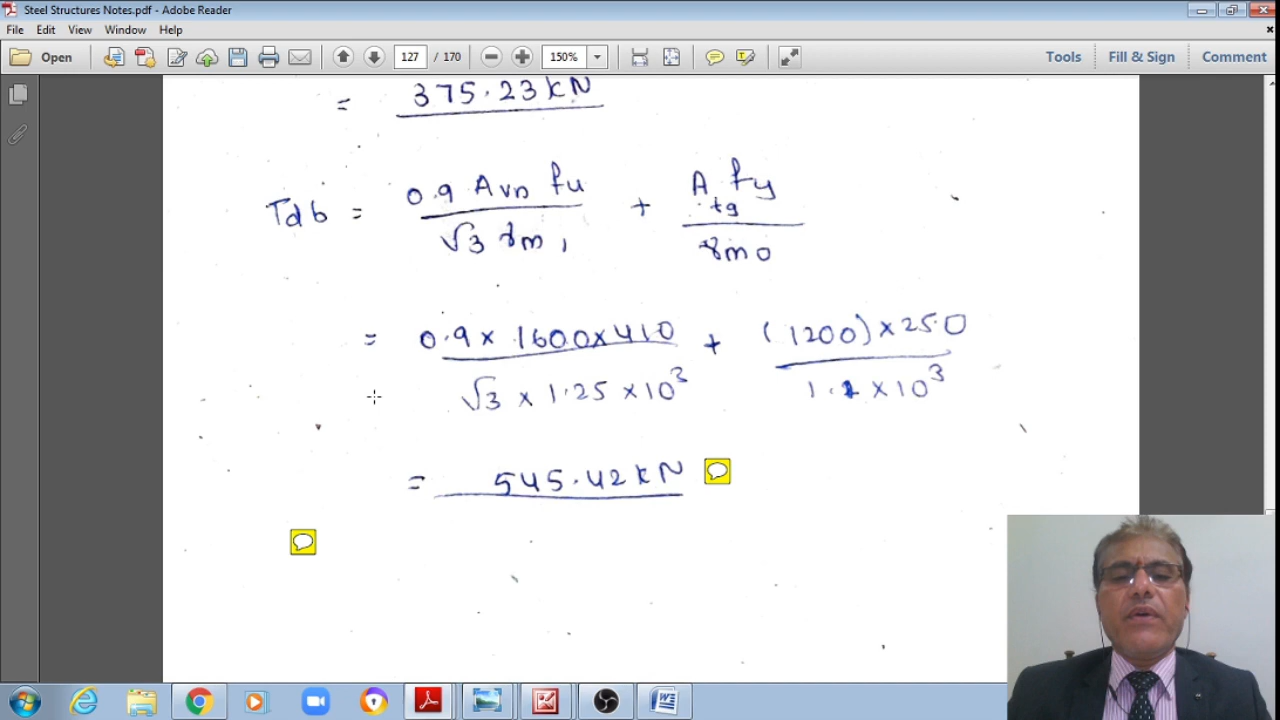 Steel Structures Notes.pdf - Adobe Reader
File Edit View Window Help
Open 127 / 170 150% Tools Fill & Sign Comment
= 375.23 kN
Tdb = 0.9 Avn fu / √3 γm1 + Atg fy / γm0
= 0.9 × 1600 × 410 / √3 × 1.25 × 10³ + (1200) × 250 / 1.1 × 10³
= 545.42 kN